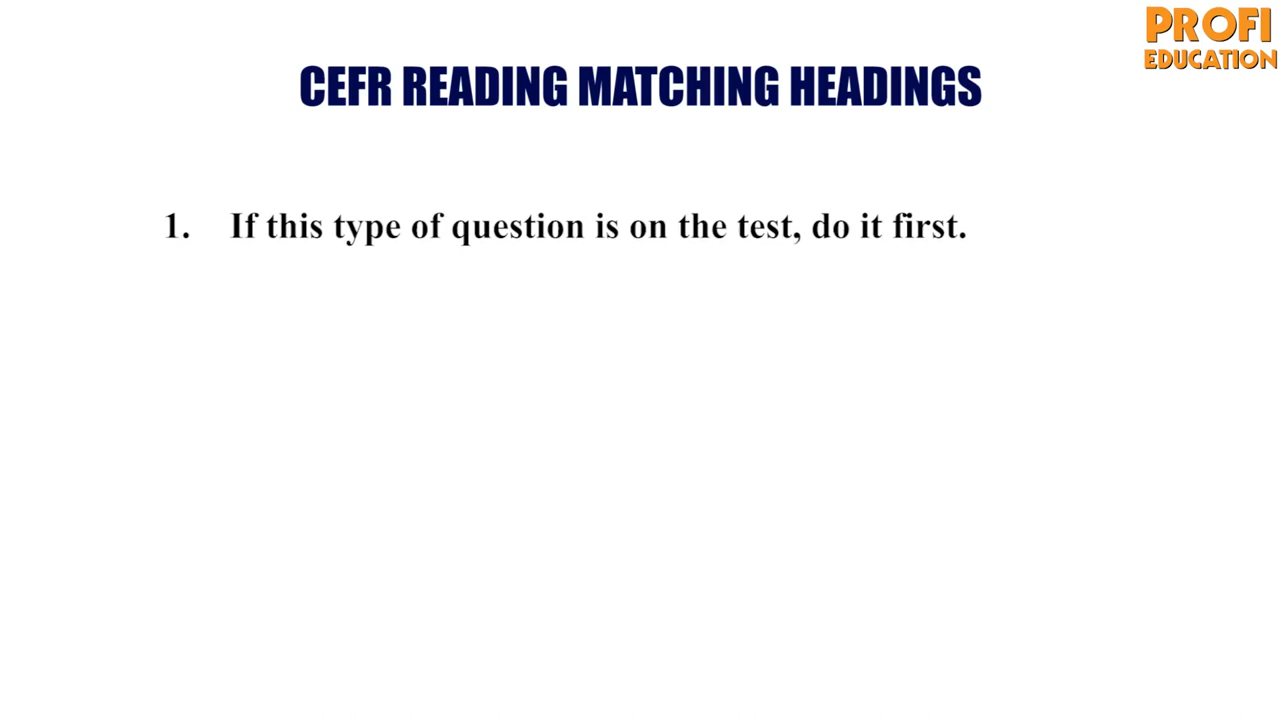 PROFI
EDUCATION
CEFR READING MATCHING HEADINGS
1. If this type of question is on the test, do it first.